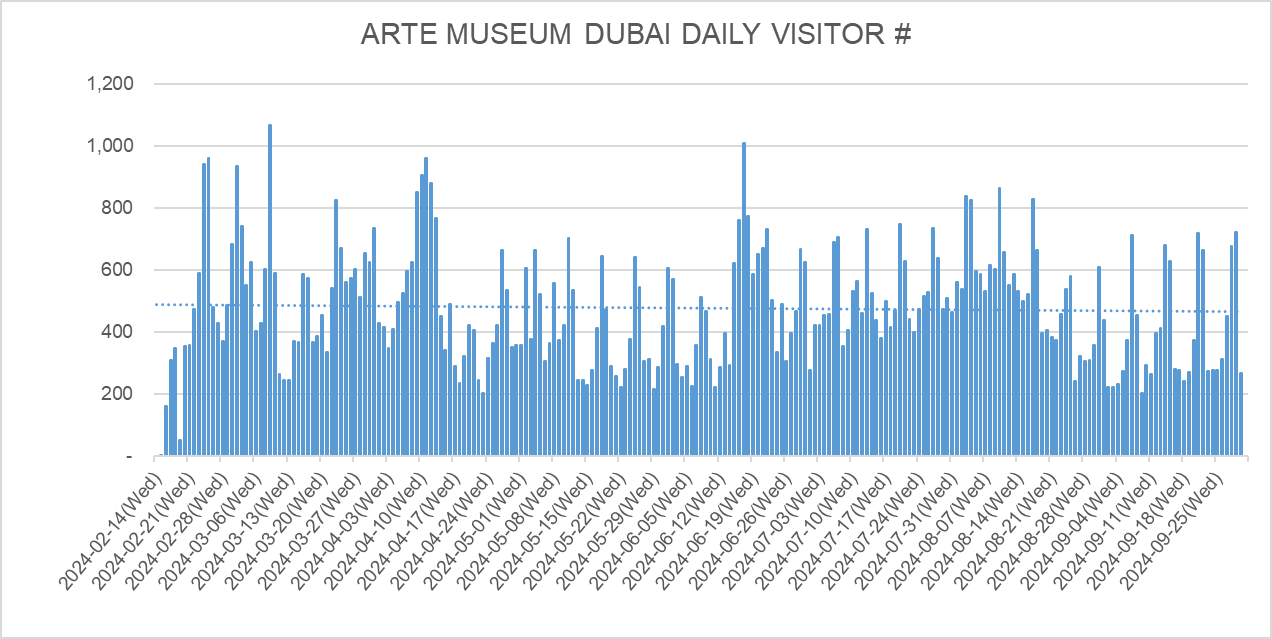 ARTE MUSEUM DUBAI DAILY VISITOR #
1,200
1,000
800
600
400
200
-
2024-02-14(Wed)
2024-02-21(Wed)
2024-02-28(Wed)
2024-03-06(Wed)
2024-03-13(Wed)
2024-03-20(Wed)
2024-03-27(Wed)
2024-04-03(Wed)
2024-04-10(Wed)
2024-04-17(Wed)
2024-04-24(Wed)
2024-05-01(Wed)
2024-05-08(Wed)
2024-05-15(Wed)
2024-05-22(Wed)
2024-05-29(Wed)
2024-06-05(Wed)
2024-06-12(Wed)
2024-06-19(Wed)
2024-06-26(Wed)
2024-07-03(Wed)
2024-07-10(Wed)
2024-07-17(Wed)
2024-07-24(Wed)
2024-07-31(Wed)
2024-08-07(Wed)
2024-08-14(Wed)
2024-08-21(Wed)
2024-08-28(Wed)
2024-09-04(Wed)
2024-09-11(Wed)
2024-09-18(Wed)
2024-09-25(Wed)